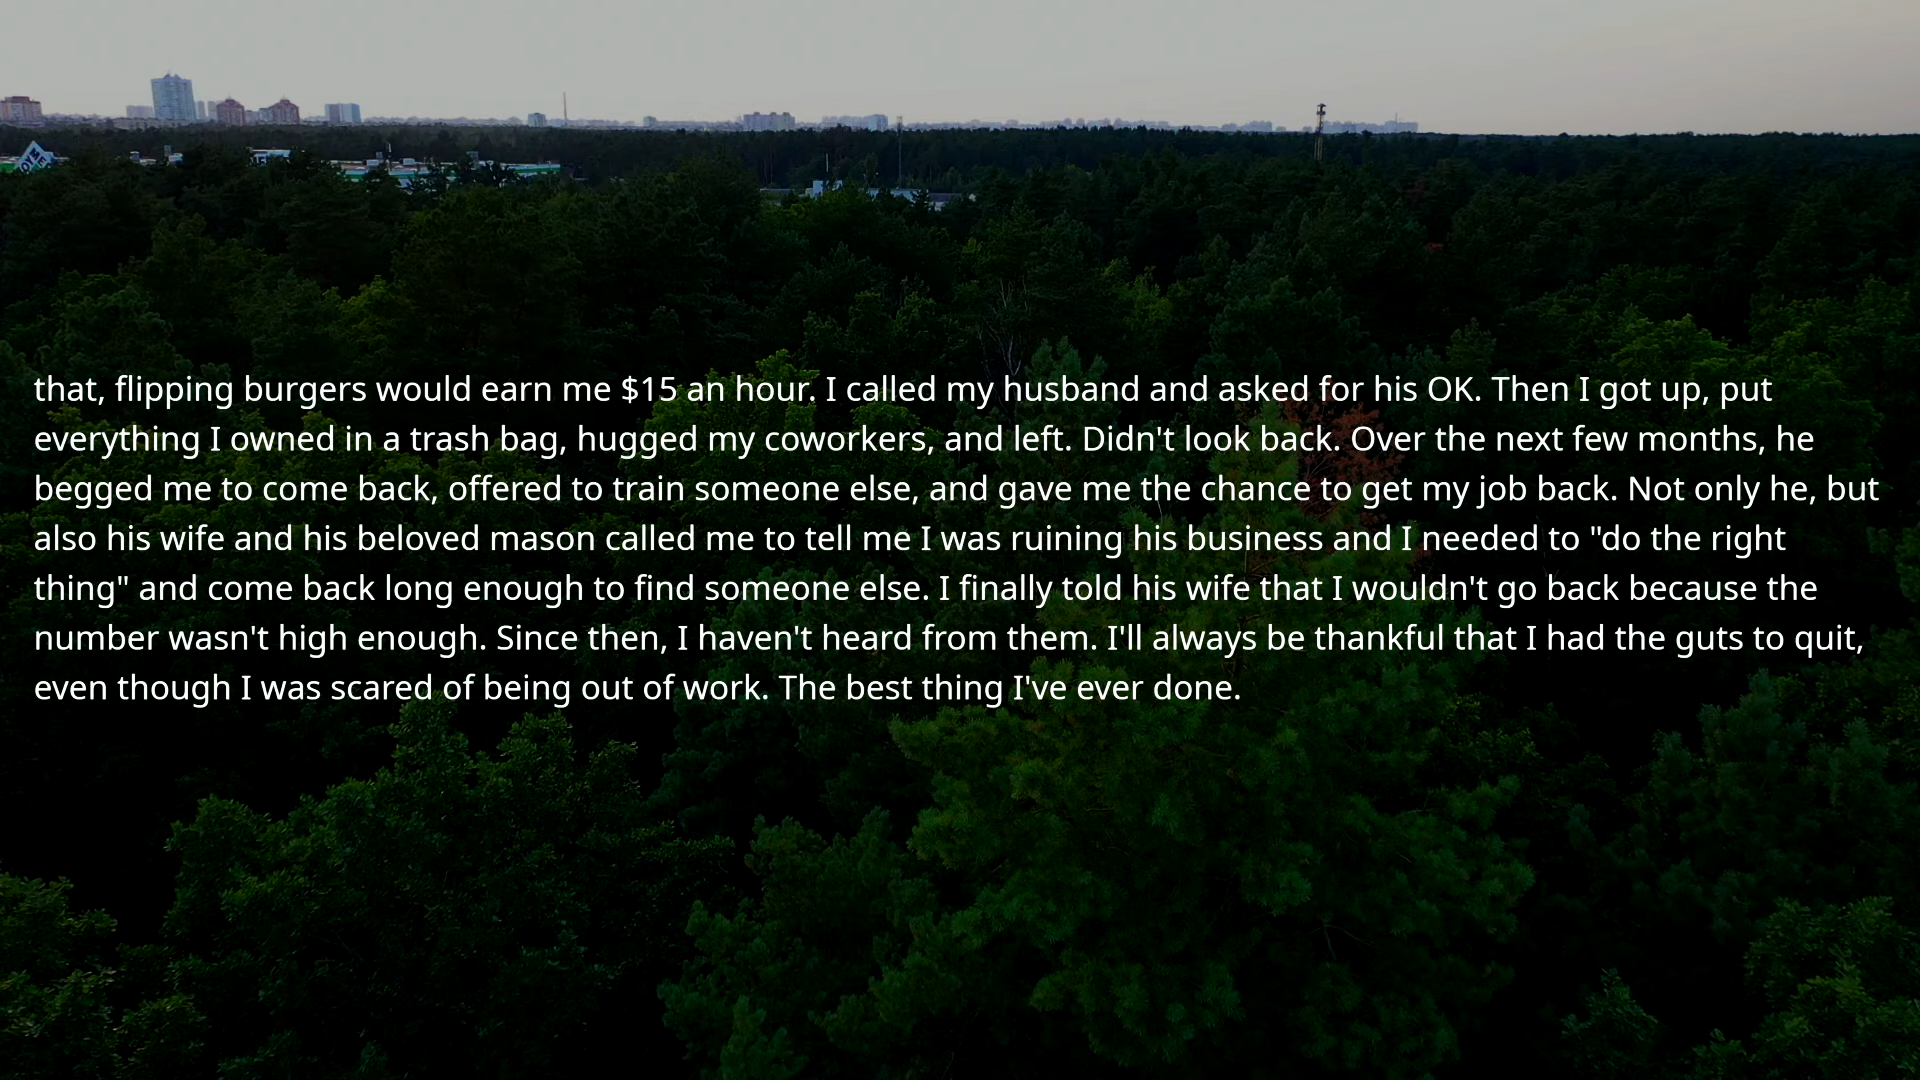 that, flipping burgers would earn me $15 an hour. I called my husband and asked for his OK. Then I got up, put
everything I owned in a trash bag, hugged my coworkers, and left. Didn't look back. Over the next few months, he
begged me to come back, offered to train someone else, and gave me the chance to get my job back. Not only he, but
also his wife and his beloved mason called me to tell me I was ruining his business and I needed to "do the right
thing" and come back long enough to find someone else. I finally told his wife that I wouldn't go back because the
number wasn't high enough. Since then, I haven't heard from them. I'll always be thankful that I had the guts to quit,
even though I was scared of being out of work. The best thing I've ever done.